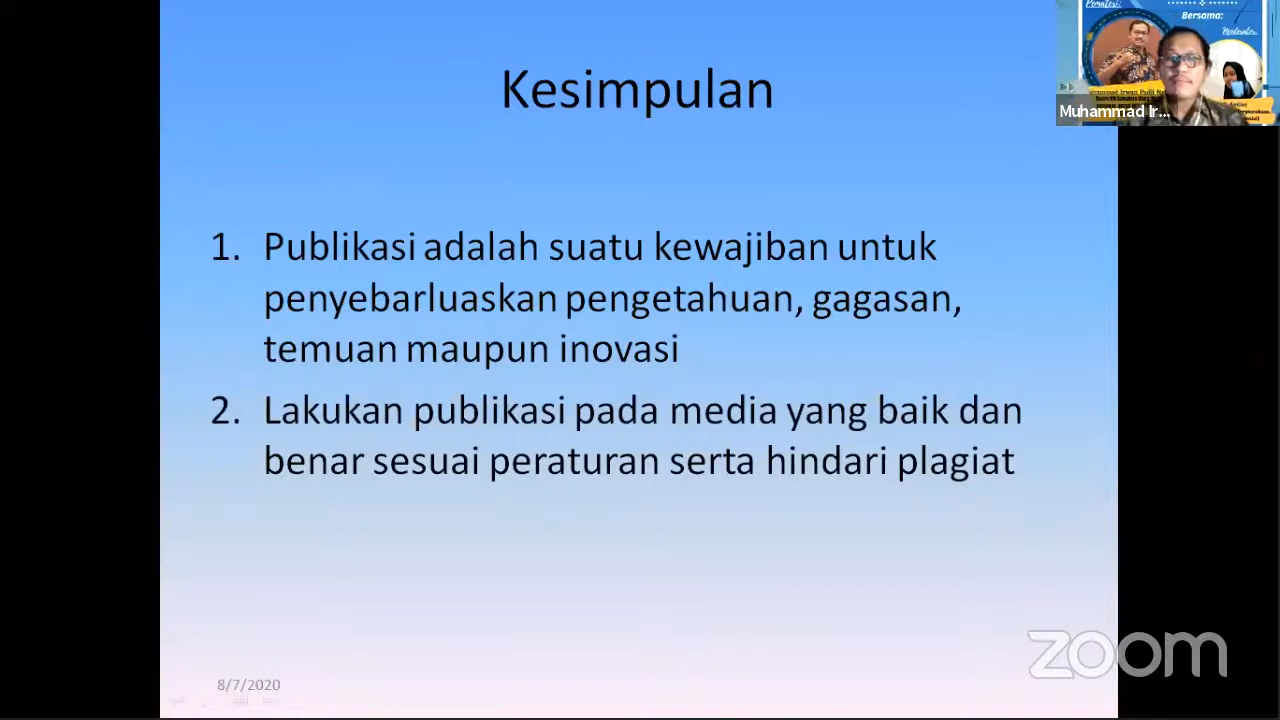 Kesimpulan
1. Publikasi adalah suatu kewajiban untuk
penyebarluaskan pengetahuan, gagasan,
temuan maupun inovasi
2. Lakukan publikasi pada media yang baik dan
benar sesuai peraturan serta hindari plagiat
8/7/2020
Bersama:
Muhammad Ir...
zoom